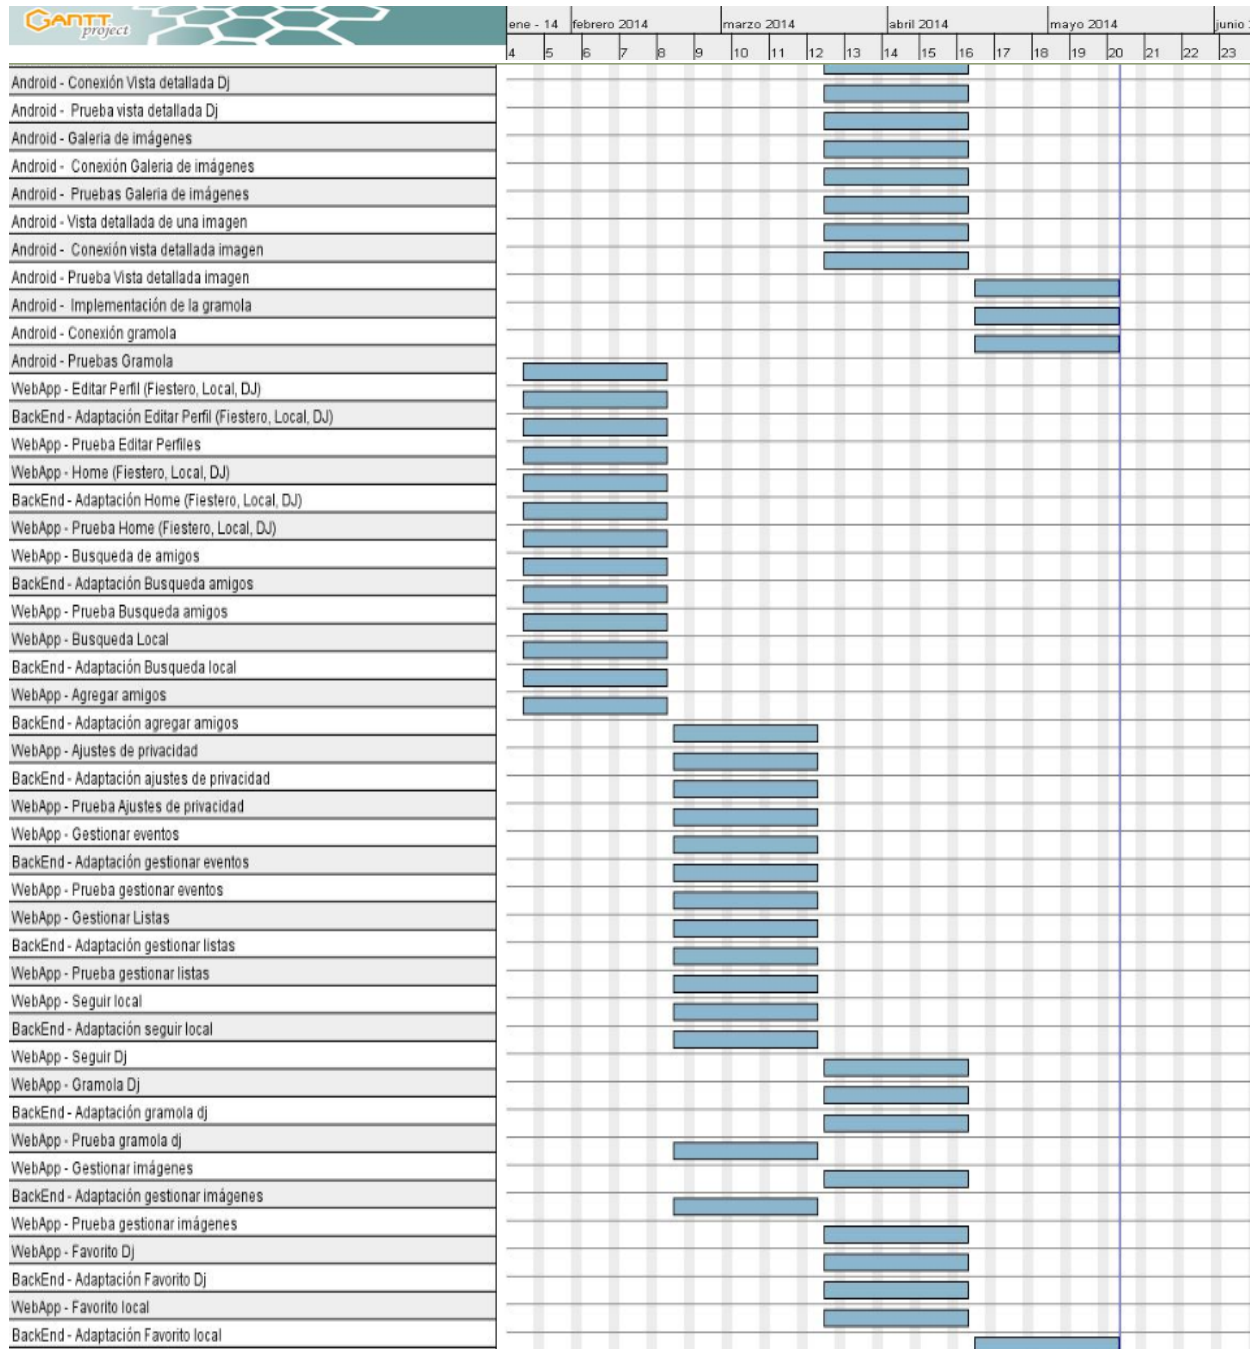 GANTT
project
ene - 14 febrero 2014 marzo 2014 abril 2014 mayo 2014 junio
4 5 6 7 8 9 10 11 12 13 14 15 16 17 18 19 20 21 22 23
Android - Conexión Vista detallada Dj
Android - Prueba vista detallada Dj
Android - Galeria de imágenes
Android - Conexión Galeria de imágenes
Android - Pruebas Galeria de imágenes
Android - Vista detallada de una imagen
Android - Conexión vista detallada imagen
Android - Prueba Vista detallada imagen
Android - Implementación de la gramola
Android - Conexión gramola
Android - Pruebas Gramola
WebApp - Editar Perfil (Fiestero, Local, DJ)
BackEnd - Adaptación Editar Perfil (Fiestero, Local, DJ)
WebApp - Prueba Editar Perfiles
WebApp - Home (Fiestero, Local, DJ)
BackEnd - Adaptación Home (Fiestero, Local, DJ)
WebApp - Prueba Home (Fiestero, Local, DJ)
WebApp - Busqueda de amigos
BackEnd - Adaptación Busqueda amigos
WebApp - Prueba Busqueda amigos
WebApp - Busqueda Local
BackEnd - Adaptación Busqueda local
WebApp - Agregar amigos
BackEnd - Adaptación agregar amigos
WebApp - Ajustes de privacidad
BackEnd - Adaptación ajustes de privacidad
WebApp - Prueba Ajustes de privacidad
WebApp - Gestionar eventos
BackEnd - Adaptación gestionar eventos
WebApp - Prueba gestionar eventos
WebApp - Gestionar Listas
BackEnd - Adaptación gestionar listas
WebApp - Prueba gestionar listas
WebApp - Seguir local
BackEnd - Adaptación seguir local
WebApp - Seguir Dj
WebApp - Gramola Dj
BackEnd - Adaptación gramola dj
WebApp - Prueba gramola dj
WebApp - Gestionar imágenes
BackEnd - Adaptación gestionar imágenes
WebApp - Prueba gestionar imágenes
WebApp - Favorito Dj
BackEnd - Adaptación Favorito Dj
WebApp - Favorito local
BackEnd - Adaptación Favorito local